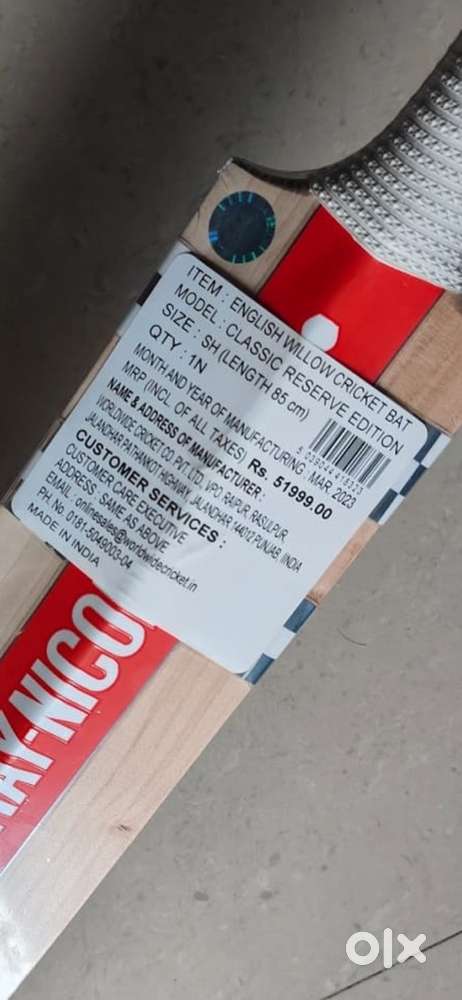 ITEM : ENGLISH WILLOW CRICKET BAT
MODEL : CLASSIC RESERVE EDITION
SIZE : SH (LENGTH 85 cm)
QTY : 1N
MONTH AND YEAR OF MANUFACTURING : MAR. 2023
MRP (INCL. OF ALL TAXES) Rs. 51999.00
NAME & ADDRESS OF MANUFACTURER :
WORLDWIDE CRICKET CO. PVT. LTD., VPO. RAIPUR, RASULPUR,
JALANDHAR PATHANKOT HIGHWAY, JALANDHAR 144012 PUNJAB, INDIA
CUSTOMER SERVICES :
CUSTOMER CARE EXECUTIVE
ADDRESS : SAME AS ABOVE
EMAIL : onlinesales@worldwidecricket.in
PH. No. 0181-5049003-04
MADE IN INDIA
RAY-NICO
olx